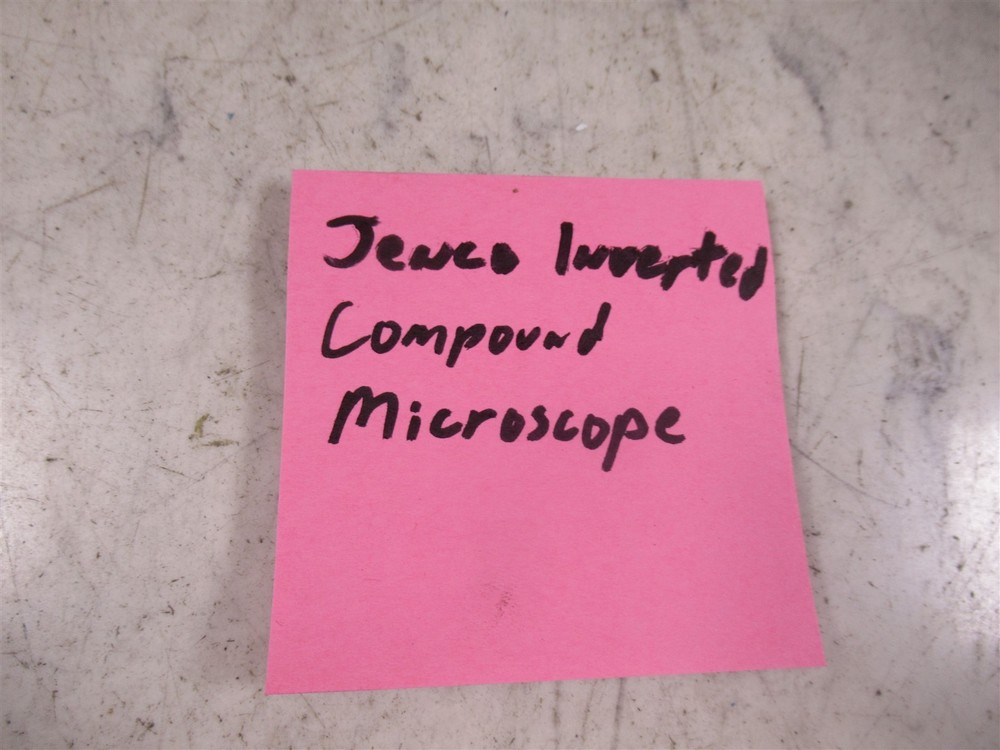 Jenco Inverted
Compound
Microscope